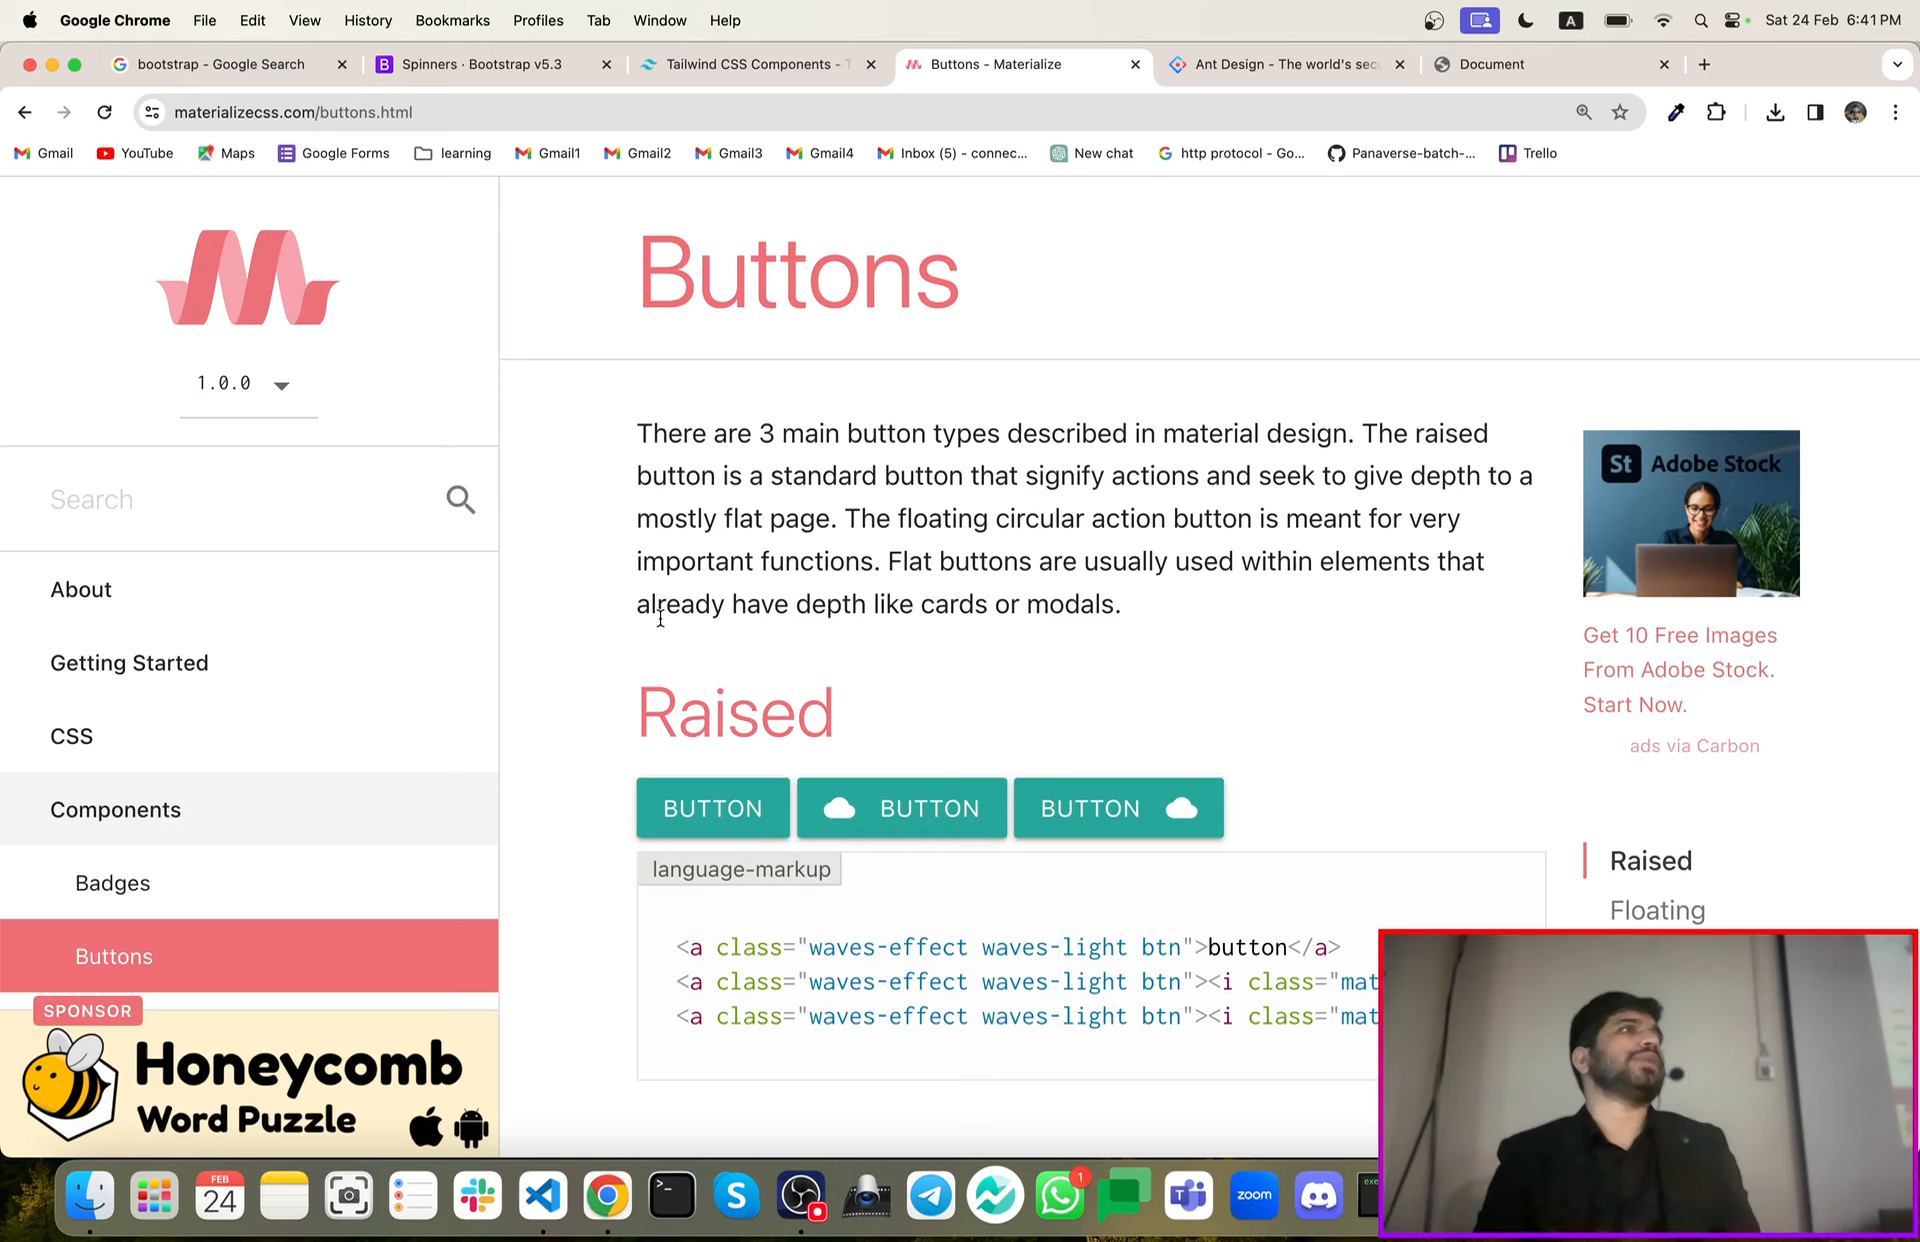 Google Chrome File Edit View History Bookmarks Profiles Tab Window Help A Sat 24 Feb 6:41 PM
bootstrap - Google Search B Spinners · Bootstrap v5.3 Tailwind CSS Components - Buttons - Materialize Ant Design - The world's sec Document
materializecss.com/buttons.html
Gmail YouTube Maps Google Forms learning Gmail1 Gmail2 Gmail3 Gmail4 Inbox (5) - connec... New chat http protocol - Go... Panaverse-batch-... Trello
1.0.0
Search
About
Getting Started
CSS
Components
Badges
Buttons
SPONSOR
Honeycomb
Word Puzzle
Buttons
There are 3 main button types described in material design. The raised
button is a standard button that signify actions and seek to give depth to a
mostly flat page. The floating circular action button is meant for very
important functions. Flat buttons are usually used within elements that
already have depth like cards or modals.
Raised
BUTTON BUTTON BUTTON
language-markup
<a class="waves-effect waves-light btn">button</a>
<a class="waves-effect waves-light btn"><i class="mat
<a class="waves-effect waves-light btn"><i class="mat
St Adobe Stock
Get 10 Free Images
From Adobe Stock.
Start Now.
ads via Carbon
Raised
Floating
FEB
24
>_
S
1
zoom
exe